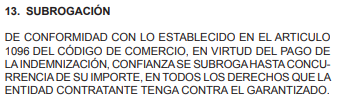 13. SUBROGACIÓN
DE CONFORMIDAD CON LO ESTABLECIDO EN EL ARTICULO
1096 DEL CÓDIGO DE COMERCIO, EN VIRTUD DEL PAGO DE
LA INDEMNIZACIÓN, CONFIANZA SE SUBROGA HASTA CONCU-
RRENCIA DE SU IMPORTE, EN TODOS LOS DERECHOS QUE LA
ENTIDAD CONTRATANTE TENGA CONTRA EL GARANTIZADO.